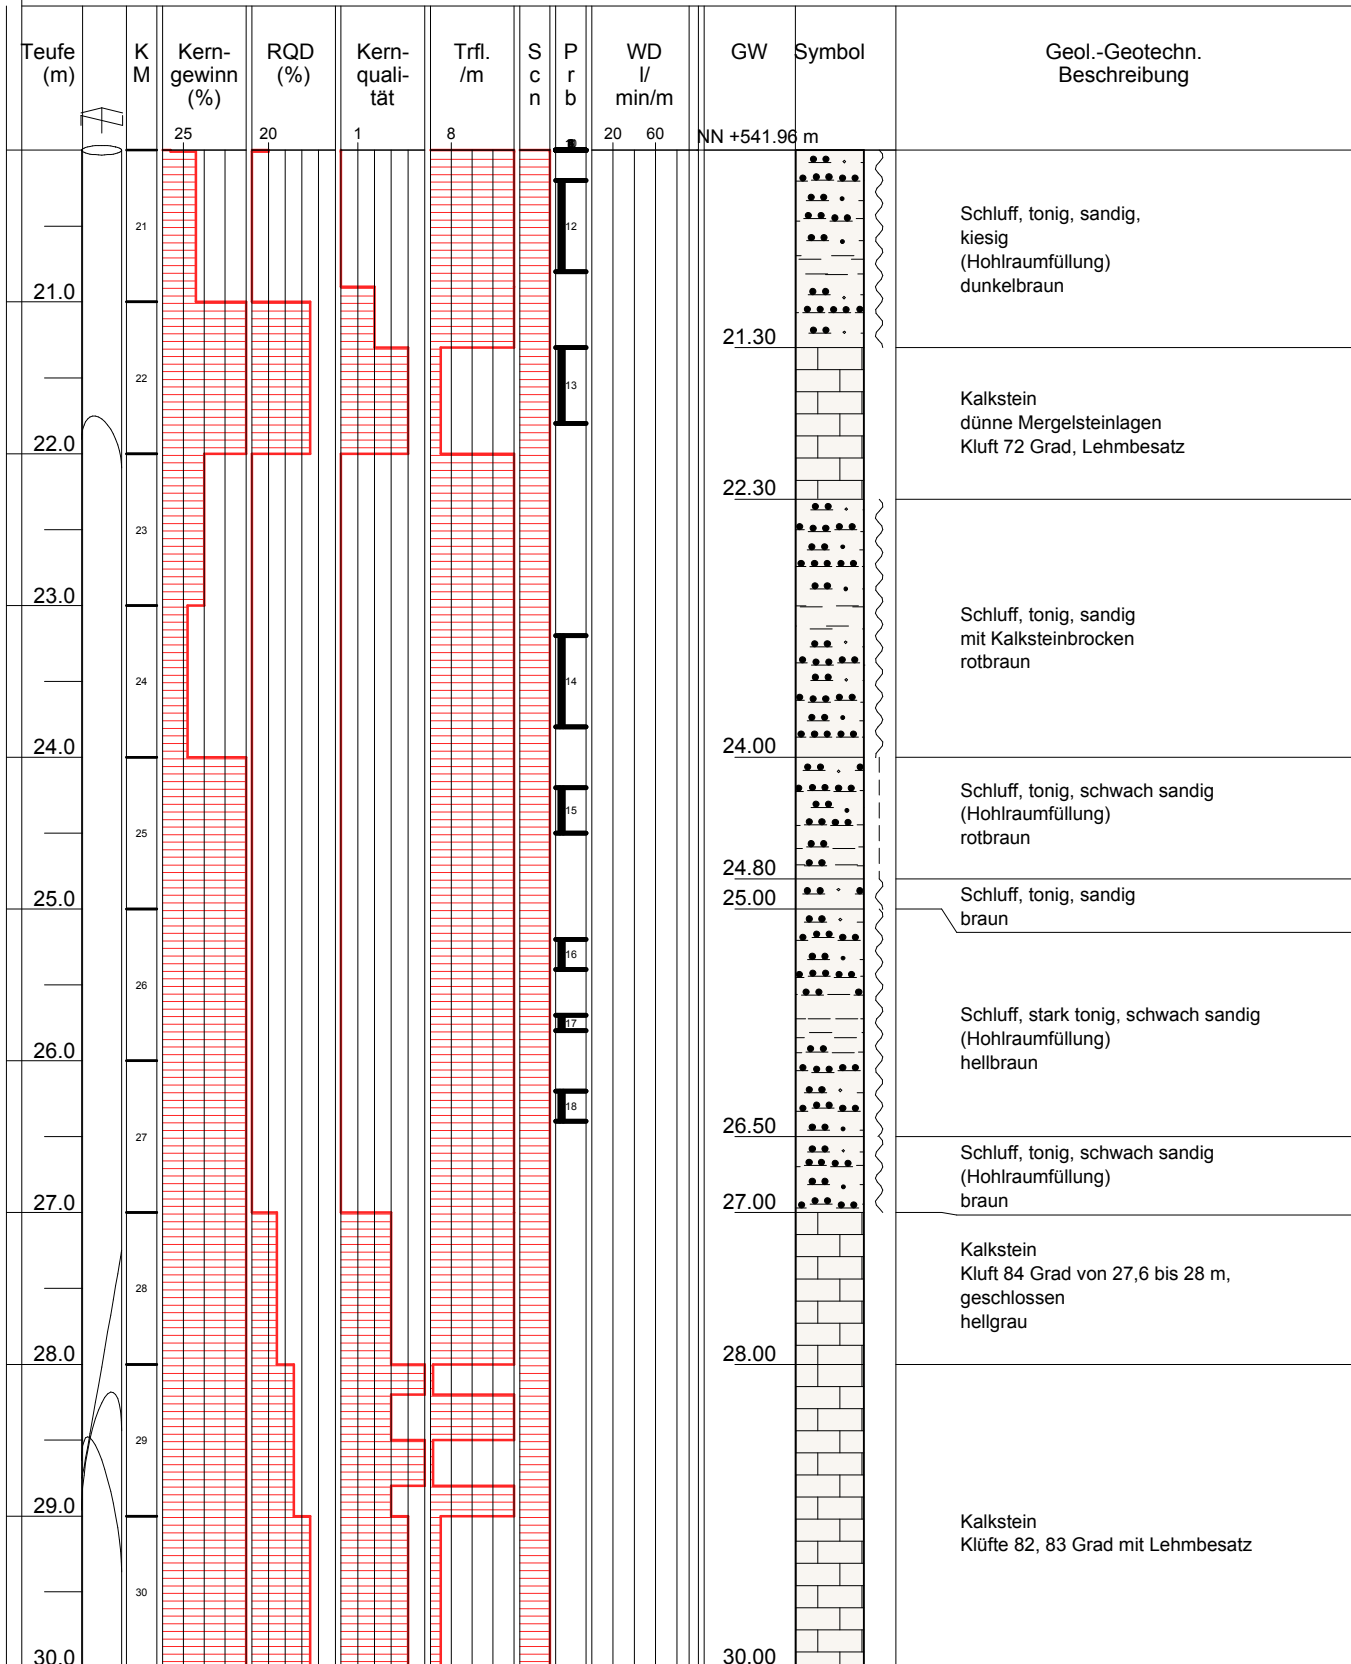 Teufe
(m)
K
M
Kern-
gewinn
(%)
RQD
(%)
Kern-
quali-
tät
Trfl.
/m
S
c
n
P
r
b
WD
l/
min/m
GW
Symbol
Geol.-Geotechn.
Beschreibung
25
20
1
8
20 60
NN +541.96 m
21
12
Schluff, tonig, sandig,
kiesig
(Hohlraumfüllung)
dunkelbraun
21.0
21.30
22
13
Kalkstein
dünne Mergelsteinlagen
Kluft 72 Grad, Lehmbesatz
22.0
22.30
23
23.0
Schluff, tonig, sandig
mit Kalksteinbrocken
rotbraun
24
14
24.0
24.00
Schluff, tonig, schwach sandig
(Hohlraumfüllung)
rotbraun
15
25
24.80
25.0
25.00
Schluff, tonig, sandig
braun
16
26
17
Schluff, stark tonig, schwach sandig
(Hohlraumfüllung)
hellbraun
26.0
18
27
26.50
Schluff, tonig, schwach sandig
(Hohlraumfüllung)
braun
27.0
27.00
28
Kalkstein
Kluft 84 Grad von 27,6 bis 28 m,
geschlossen
hellgrau
28.0
28.00
29
29.0
Kalkstein
Klüfte 82, 83 Grad mit Lehmbesatz
30
30.0
30.00